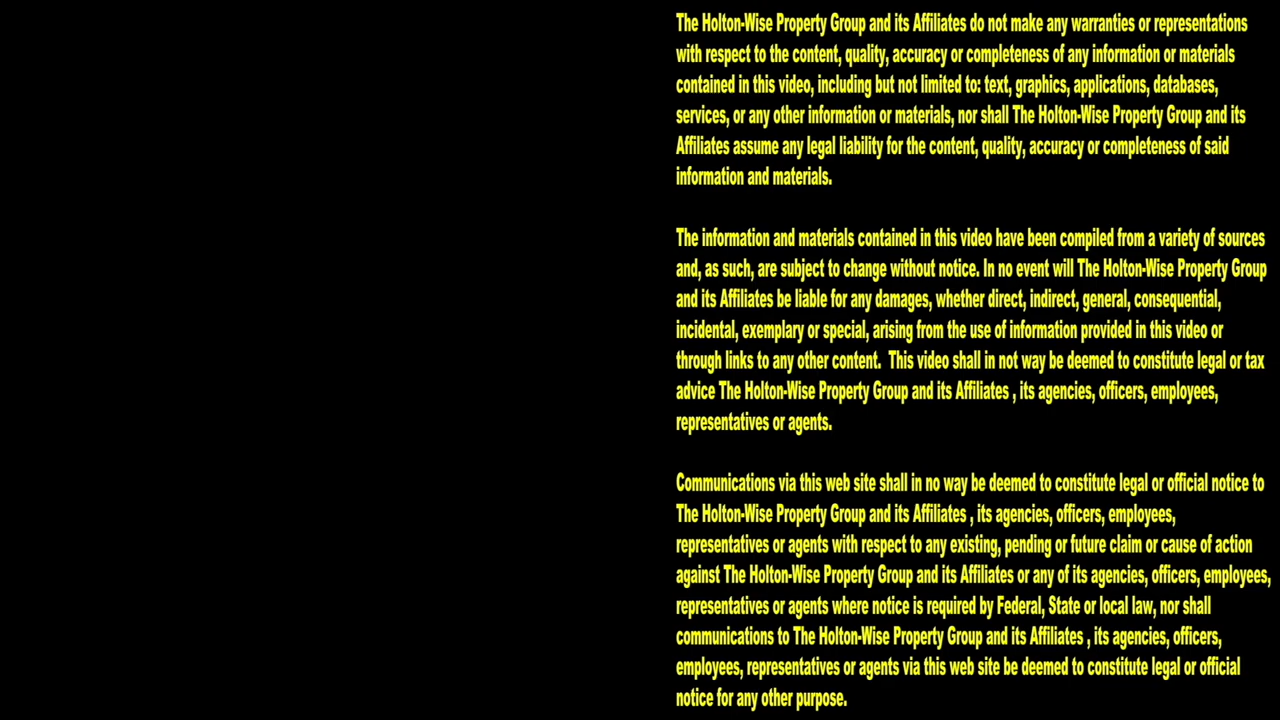 The Holton-Wise Property Group and its Affiliates do not make any warranties or representations
with respect to the content, quality, accuracy or completeness of any information or materials
contained in this video, including but not limited to: text, graphics, applications, databases,
services, or any other information or materials, nor shall The Holton-Wise Property Group and its
Affiliates assume any legal liability for the content, quality, accuracy or completeness of said
information and materials.
The information and materials contained in this video have been compiled from a variety of sources
and, as such, are subject to change without notice. In no event will The Holton-Wise Property Group
and its Affiliates be liable for any damages, whether direct, indirect, general, consequential,
incidental, exemplary or special, arising from the use of information provided in this video or
through links to any other content.  This video shall in not way be deemed to constitute legal or tax
advice The Holton-Wise Property Group and its Affiliates , its agencies, officers, employees,
representatives or agents.
Communications via this web site shall in no way be deemed to constitute legal or official notice to
The Holton-Wise Property Group and its Affiliates , its agencies, officers, employees,
representatives or agents with respect to any existing, pending or future claim or cause of action
against The Holton-Wise Property Group and its Affiliates or any of its agencies, officers, employees,
representatives or agents where notice is required by Federal, State or local law, nor shall
communications to The Holton-Wise Property Group and its Affiliates , its agencies, officers,
employees, representatives or agents via this web site be deemed to constitute legal or official
notice for any other purpose.